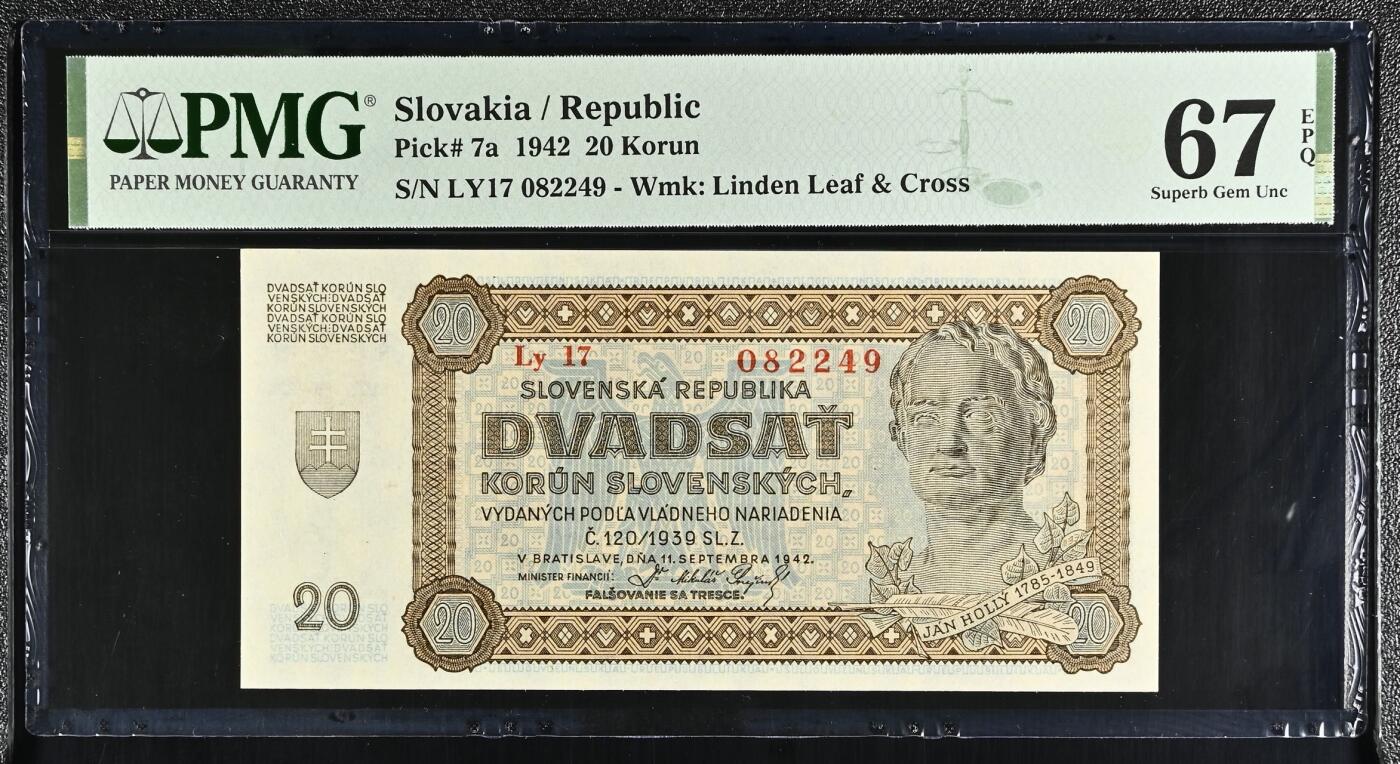 PMG®
PAPER MONEY GUARANTY
Slovakia / Republic
Pick# 7a 1942 20 Korun
S/N LY17 082249 - Wmk: Linden Leaf & Cross
67
EPQ
Superb Gem Unc
DVADSAŤ KORÚN SLO
VENSKÝCH:DVADSAŤ
KORÚN SLOVENSKÝCH
DVADSAŤ KORÚN SLO
VENSKÝCH:DVADSAŤ
KORÚN SLOVENSKÝCH
20
20
Ly 17 082249
SLOVENSKÁ REPUBLIKA
DVADSAŤ
KORÚN SLOVENSKÝCH,
VYDANÝCH PODĽA VLÁDNEHO NARIADENIA
Č. 120/1939 SL. Z.
V BRATISLAVE, DŇA 11. SEPTEMBRA 1942.
MINISTER FINANCIÍ:
FALŠOVANIE SA TRESCE.
JÁN HOLLÝ 1785-1849
20
20
20